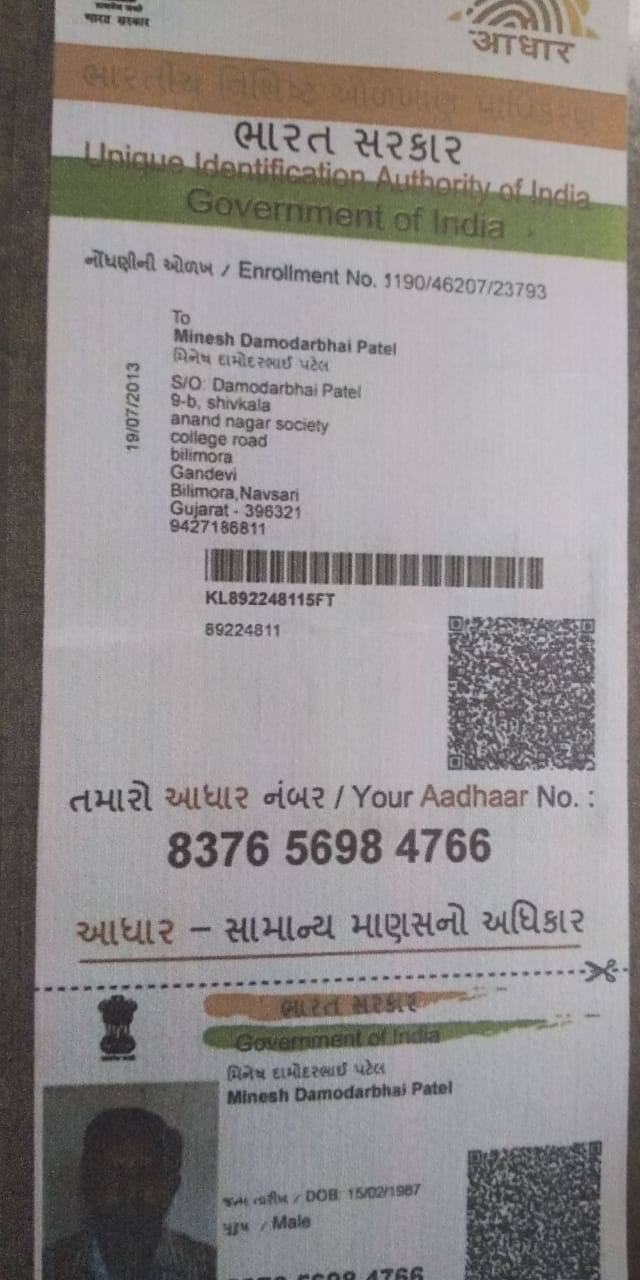 भारत सरकार
आधार
ભારતીય વિશિષ્ટ ઓળખાણ પ્રાધિકરણ
ભારત સરકાર
Unique Identification Authority of India
Government of India
નોંધણીની ઓળખ / Enrollment No. 1190/46207/23793
19/07/2013
To
Minesh Damodarbhai Patel
મિનેષ દામોદરભાઈ પટેલ
S/O: Damodarbhai Patel
9-b, shivkala
anand nagar society
college road
bilimora
Gandevi
Bilimora,Navsari
Gujarat - 396321
9427186811
KL892248115FT
89224811
તમારો આધાર નંબર / Your Aadhaar No. :
8376 5698 4766
આધાર – સામાન્ય માણસનો અધિકાર
ભારત સરકાર
Government of India
મિનેષ દામોદરભાઈ પટેલ
Minesh Damodarbhai Patel
જન્મ તારીખ / DOB: 15/02/1987
પુરુષ / Male
8376 5698 4766